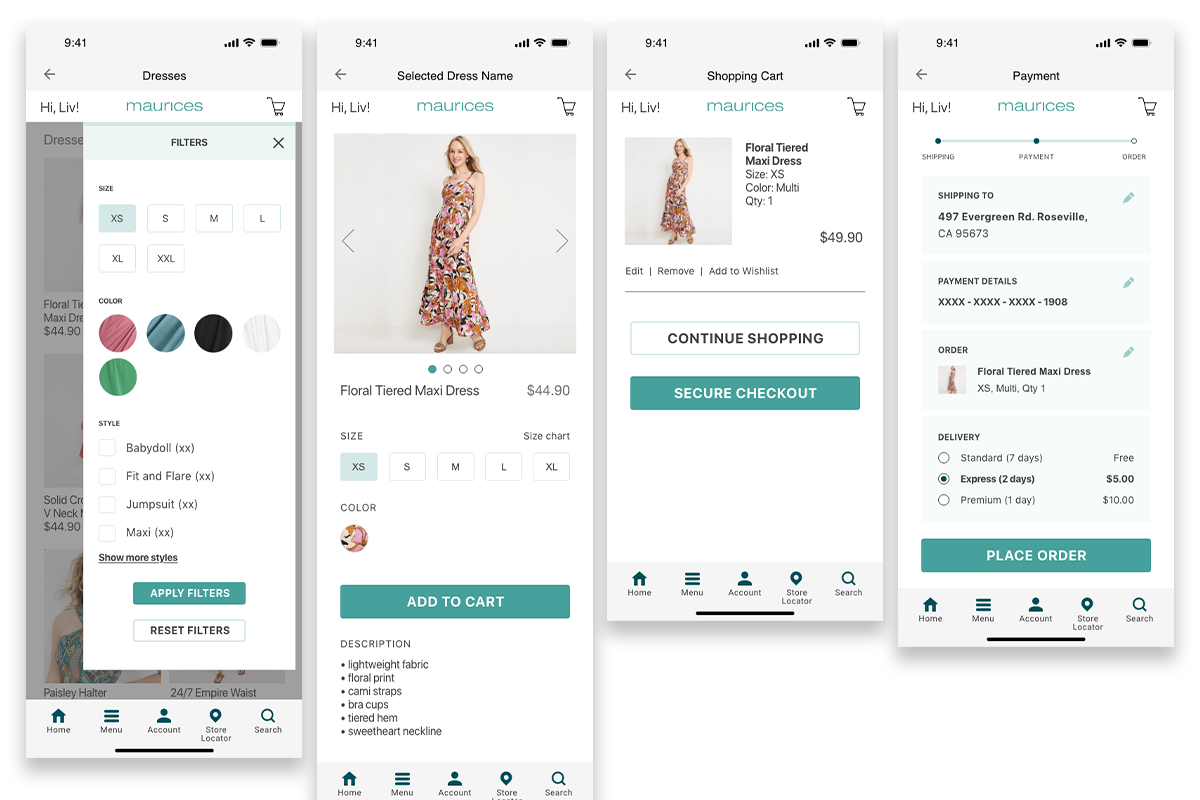 9:41
Dresses
Hi, Liv!
maurices
Dresse
FILTERS
SIZE
XS
S
M
L
XL
XXL
COLOR
Floral Tie
Maxi Dre
$44.90
STYLE
Babydoll (xx)
Fit and Flare (xx)
Jumpsuit (xx)
Maxi (xx)
Show more styles
Solid Cro
V Neck M
$44.90
APPLY FILTERS
RESET FILTERS
Paisley Halter
24/7 Empire Waist
Home
Menu
Account
Store
Locator
Search
9:41
Selected Dress Name
Hi, Liv!
maurices
Floral Tiered Maxi Dress
$44.90
SIZE
Size chart
XS
S
M
L
XL
COLOR
ADD TO CART
DESCRIPTION
• lightweight fabric
• floral print
• cami straps
• bra cups
• tiered hem
• sweetheart neckline
Home
Menu
Account
Store
Locator
Search
9:41
Shopping Cart
Hi, Liv!
maurices
Floral Tiered
Maxi Dress
Size: XS
Color: Multi
Qty: 1
$49.90
Edit | Remove | Add to Wishlist
CONTINUE SHOPPING
SECURE CHECKOUT
Home
Menu
Account
Store
Locator
Search
9:41
Payment
Hi, Liv!
maurices
SHIPPING
PAYMENT
ORDER
SHIPPING TO
497 Evergreen Rd. Roseville,
CA 95673
PAYMENT DETAILS
XXXX - XXXX - XXXX - 1908
ORDER
Floral Tiered Maxi Dress
XS, Multi, Qty 1
DELIVERY
Standard (7 days) Free
Express (2 days) $5.00
Premium (1 day) $10.00
PLACE ORDER
Home
Menu
Account
Store
Locator
Search